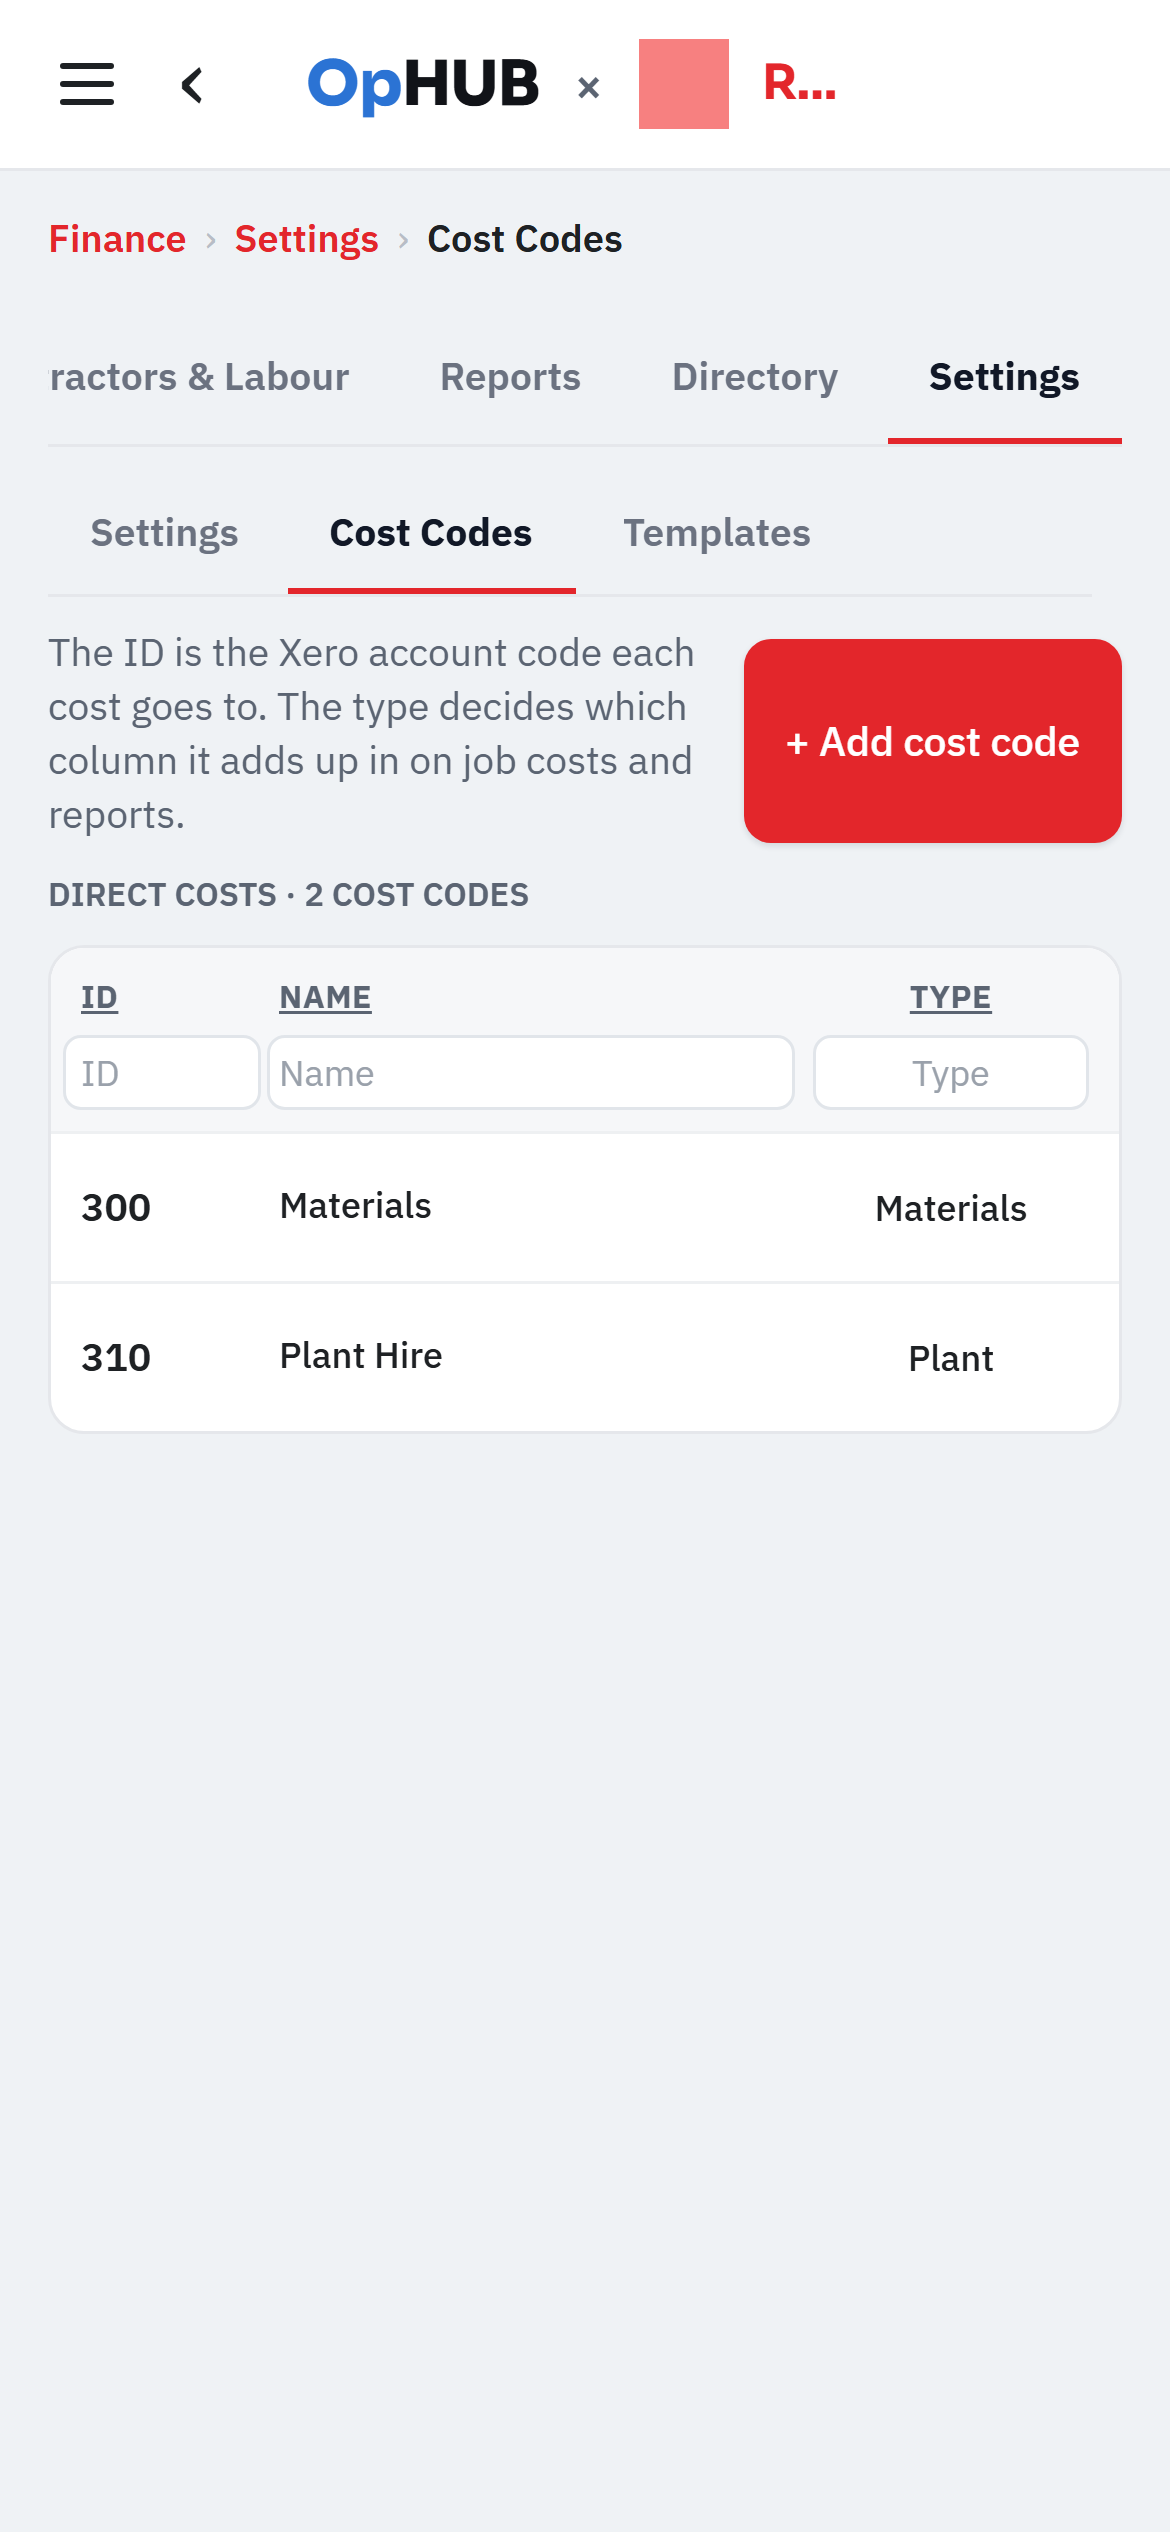 OpHUB × R...
Finance › Settings › Cost Codes
ractors & Labour Reports Directory Settings
Settings Cost Codes Templates
The ID is the Xero account code each
cost goes to. The type decides which
column it adds up in on job costs and
reports.
+ Add cost code
DIRECT COSTS · 2 COST CODES
ID NAME TYPE
ID Name Type
300 Materials Materials
310 Plant Hire Plant